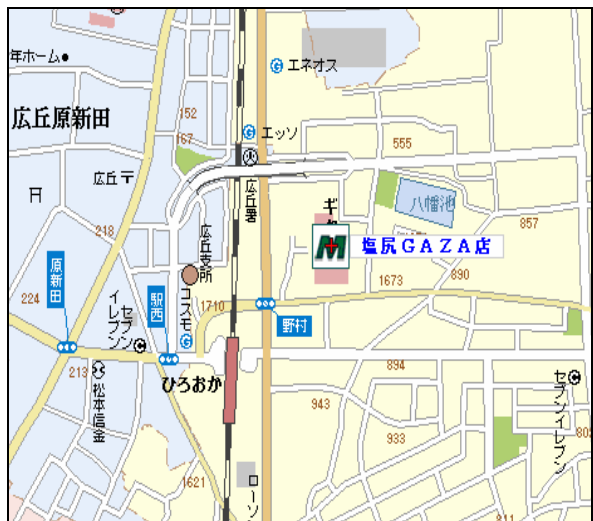 年ホーム
エネオス
広丘原新田
152
エッソ
167
555
広丘
広丘署
八幡池
ギ
857
218
広丘支所
塩尻ＧＡＺＡ店
原新田
890
1673
224
駅西
コスモ
1710
セブン
イレブン
野村
213
ひろおか
894
松本信金
セブンイレブン
943
933
1621
ローソ
811